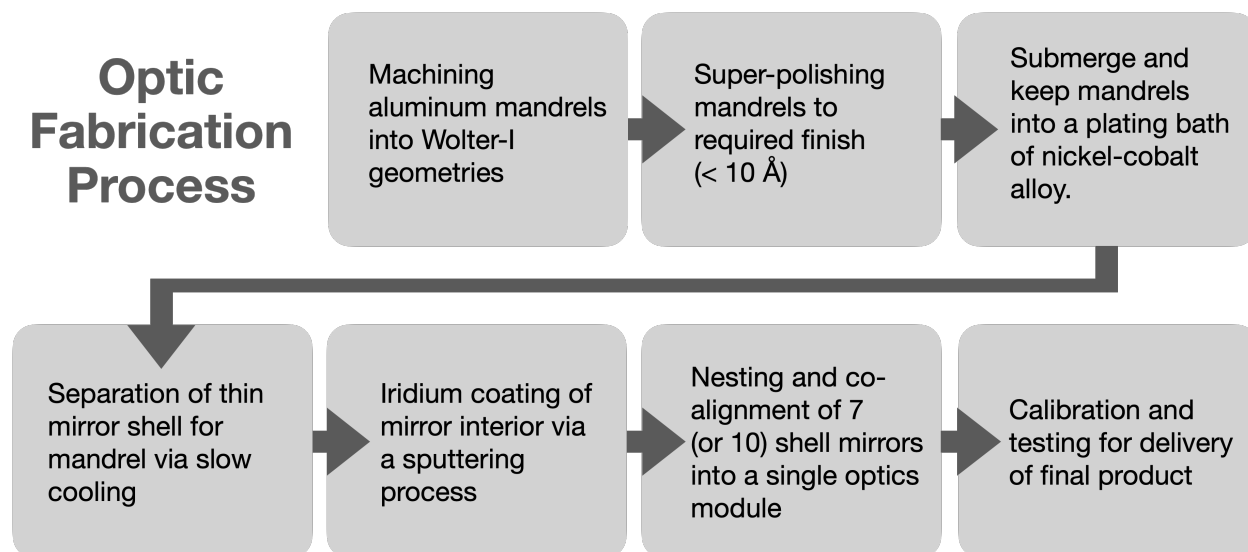 Optic
Fabrication
Process
Machining
aluminum mandrels
into Wolter-I
geometries
Super-polishing
mandrels to
required finish
(< 10 Å)
Submerge and
keep mandrels
into a plating bath
of nickel-cobalt
alloy.
Separation of thin
mirror shell for
mandrel via slow
cooling
Iridium coating of
mirror interior via
a sputtering
process
Nesting and co-
alignment of 7
(or 10) shell mirrors
into a single optics
module
Calibration and
testing for delivery
of final product